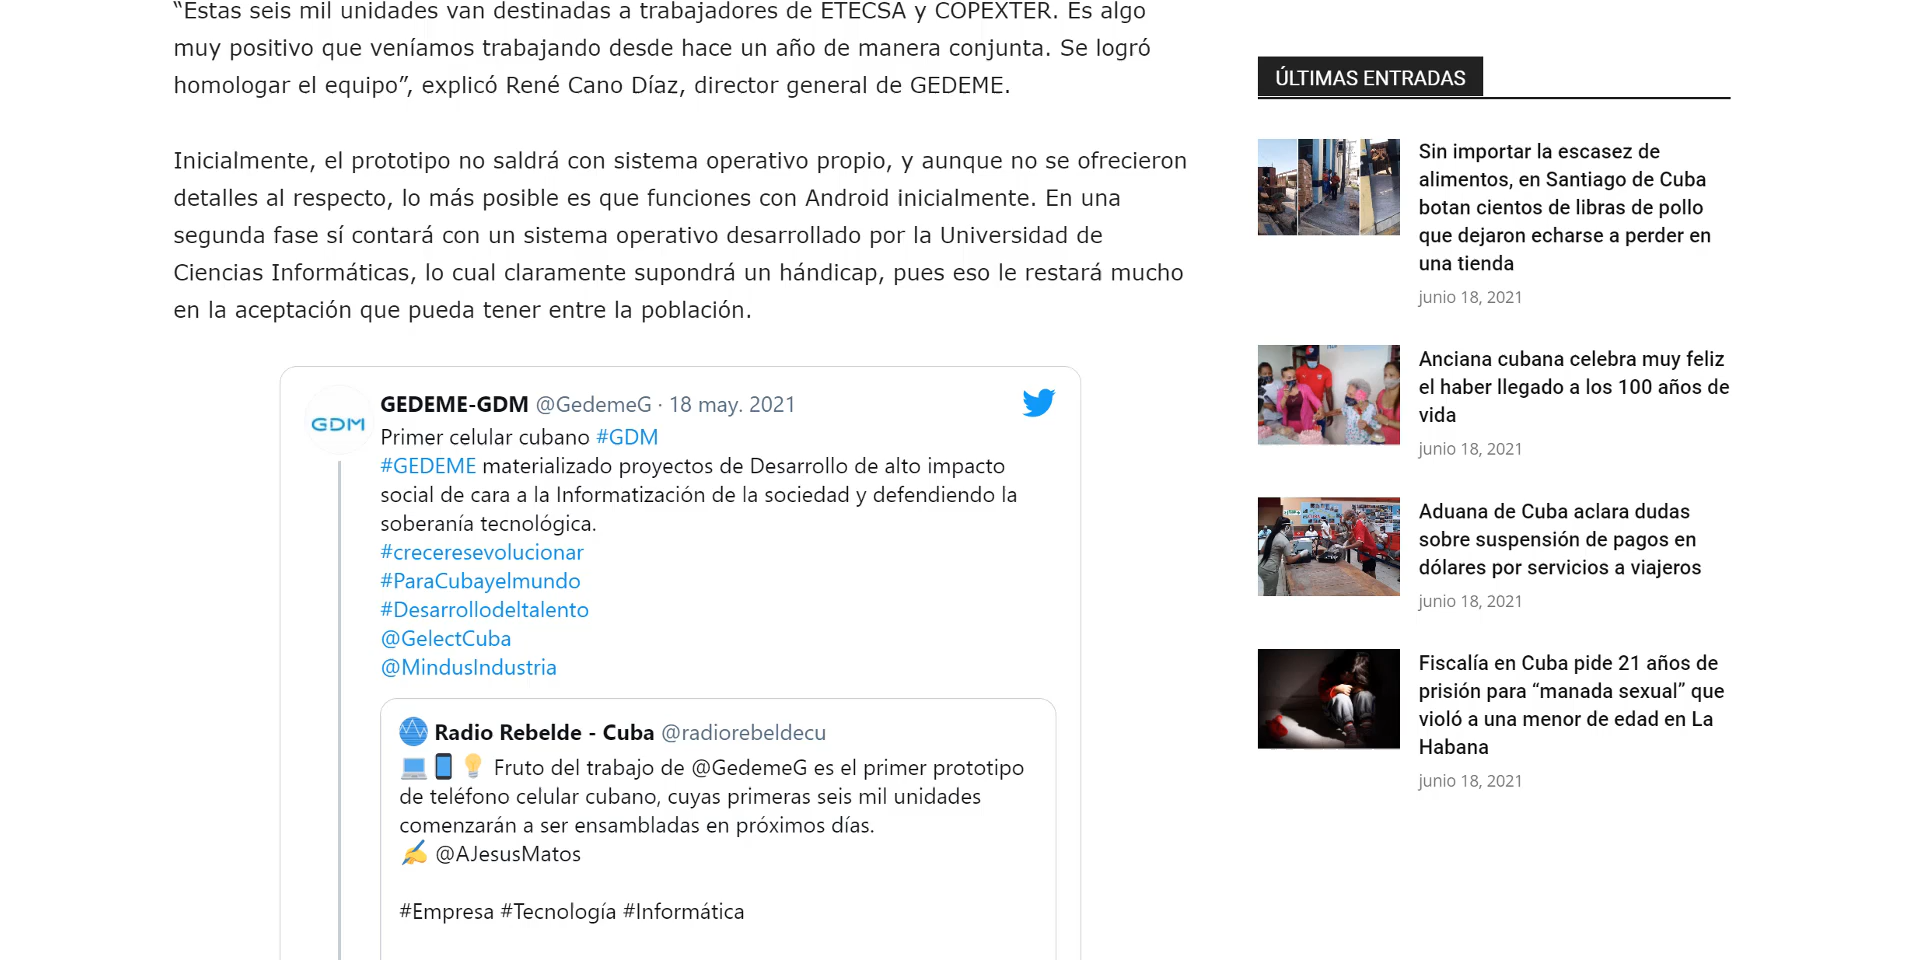 “Estas seis mil unidades van destinadas a trabajadores de ETECSA y COPEXTER. Es algo
muy positivo que veníamos trabajando desde hace un año de manera conjunta. Se logró
homologar el equipo”, explicó René Cano Díaz, director general de GEDEME.
Inicialmente, el prototipo no saldrá con sistema operativo propio, y aunque no se ofrecieron
detalles al respecto, lo más posible es que funciones con Android inicialmente. En una
segunda fase sí contará con un sistema operativo desarrollado por la Universidad de
Ciencias Informáticas, lo cual claramente supondrá un hándicap, pues eso le restará mucho
en la aceptación que pueda tener entre la población.
GDM
GEDEME-GDM @GedemeG · 18 may. 2021
Primer celular cubano #GDM
#GEDEME materializado proyectos de Desarrollo de alto impacto
social de cara a la Informatización de la sociedad y defendiendo la
soberanía tecnológica.
#creceresevolucionar
#ParaCubayelmundo
#Desarrollodeltalento
@GelectCuba
@MindusIndustria
Radio Rebelde - Cuba @radiorebeldecu
💻📱💡 Fruto del trabajo de @GedemeG es el primer prototipo
de teléfono celular cubano, cuyas primeras seis mil unidades
comenzarán a ser ensambladas en próximos días.
✍️ @AJesusMatos
#Empresa #Tecnología #Informática
ÚLTIMAS ENTRADAS
Sin importar la escasez de
alimentos, en Santiago de Cuba
botan cientos de libras de pollo
que dejaron echarse a perder en
una tienda
junio 18, 2021
Anciana cubana celebra muy feliz
el haber llegado a los 100 años de
vida
junio 18, 2021
Aduana de Cuba aclara dudas
sobre suspensión de pagos en
dólares por servicios a viajeros
junio 18, 2021
Fiscalía en Cuba pide 21 años de
prisión para “manada sexual” que
violó a una menor de edad en La
Habana
junio 18, 2021